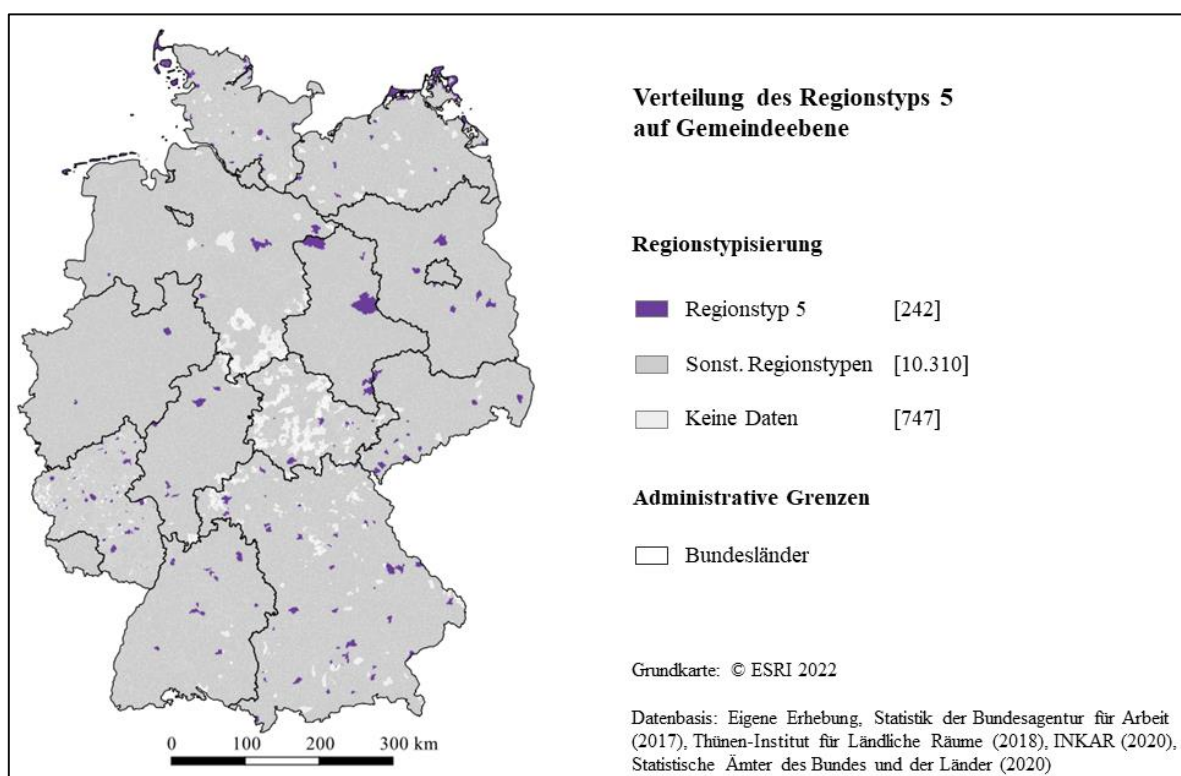 Verteilung des Regionstyps 5
auf Gemeindeebene
Regionstypisierung
Regionstyp 5 [242]
Sonst. Regionstypen [10.310]
Keine Daten [747]
Administrative Grenzen
Bundesländer
Grundkarte: © ESRI 2022
Datenbasis: Eigene Erhebung, Statistik der Bundesagentur für Arbeit
(2017), Thünen-Institut für Ländliche Räume (2018), INKAR (2020),
Statistische Ämter des Bundes und der Länder (2020)
0 100 200 300 km